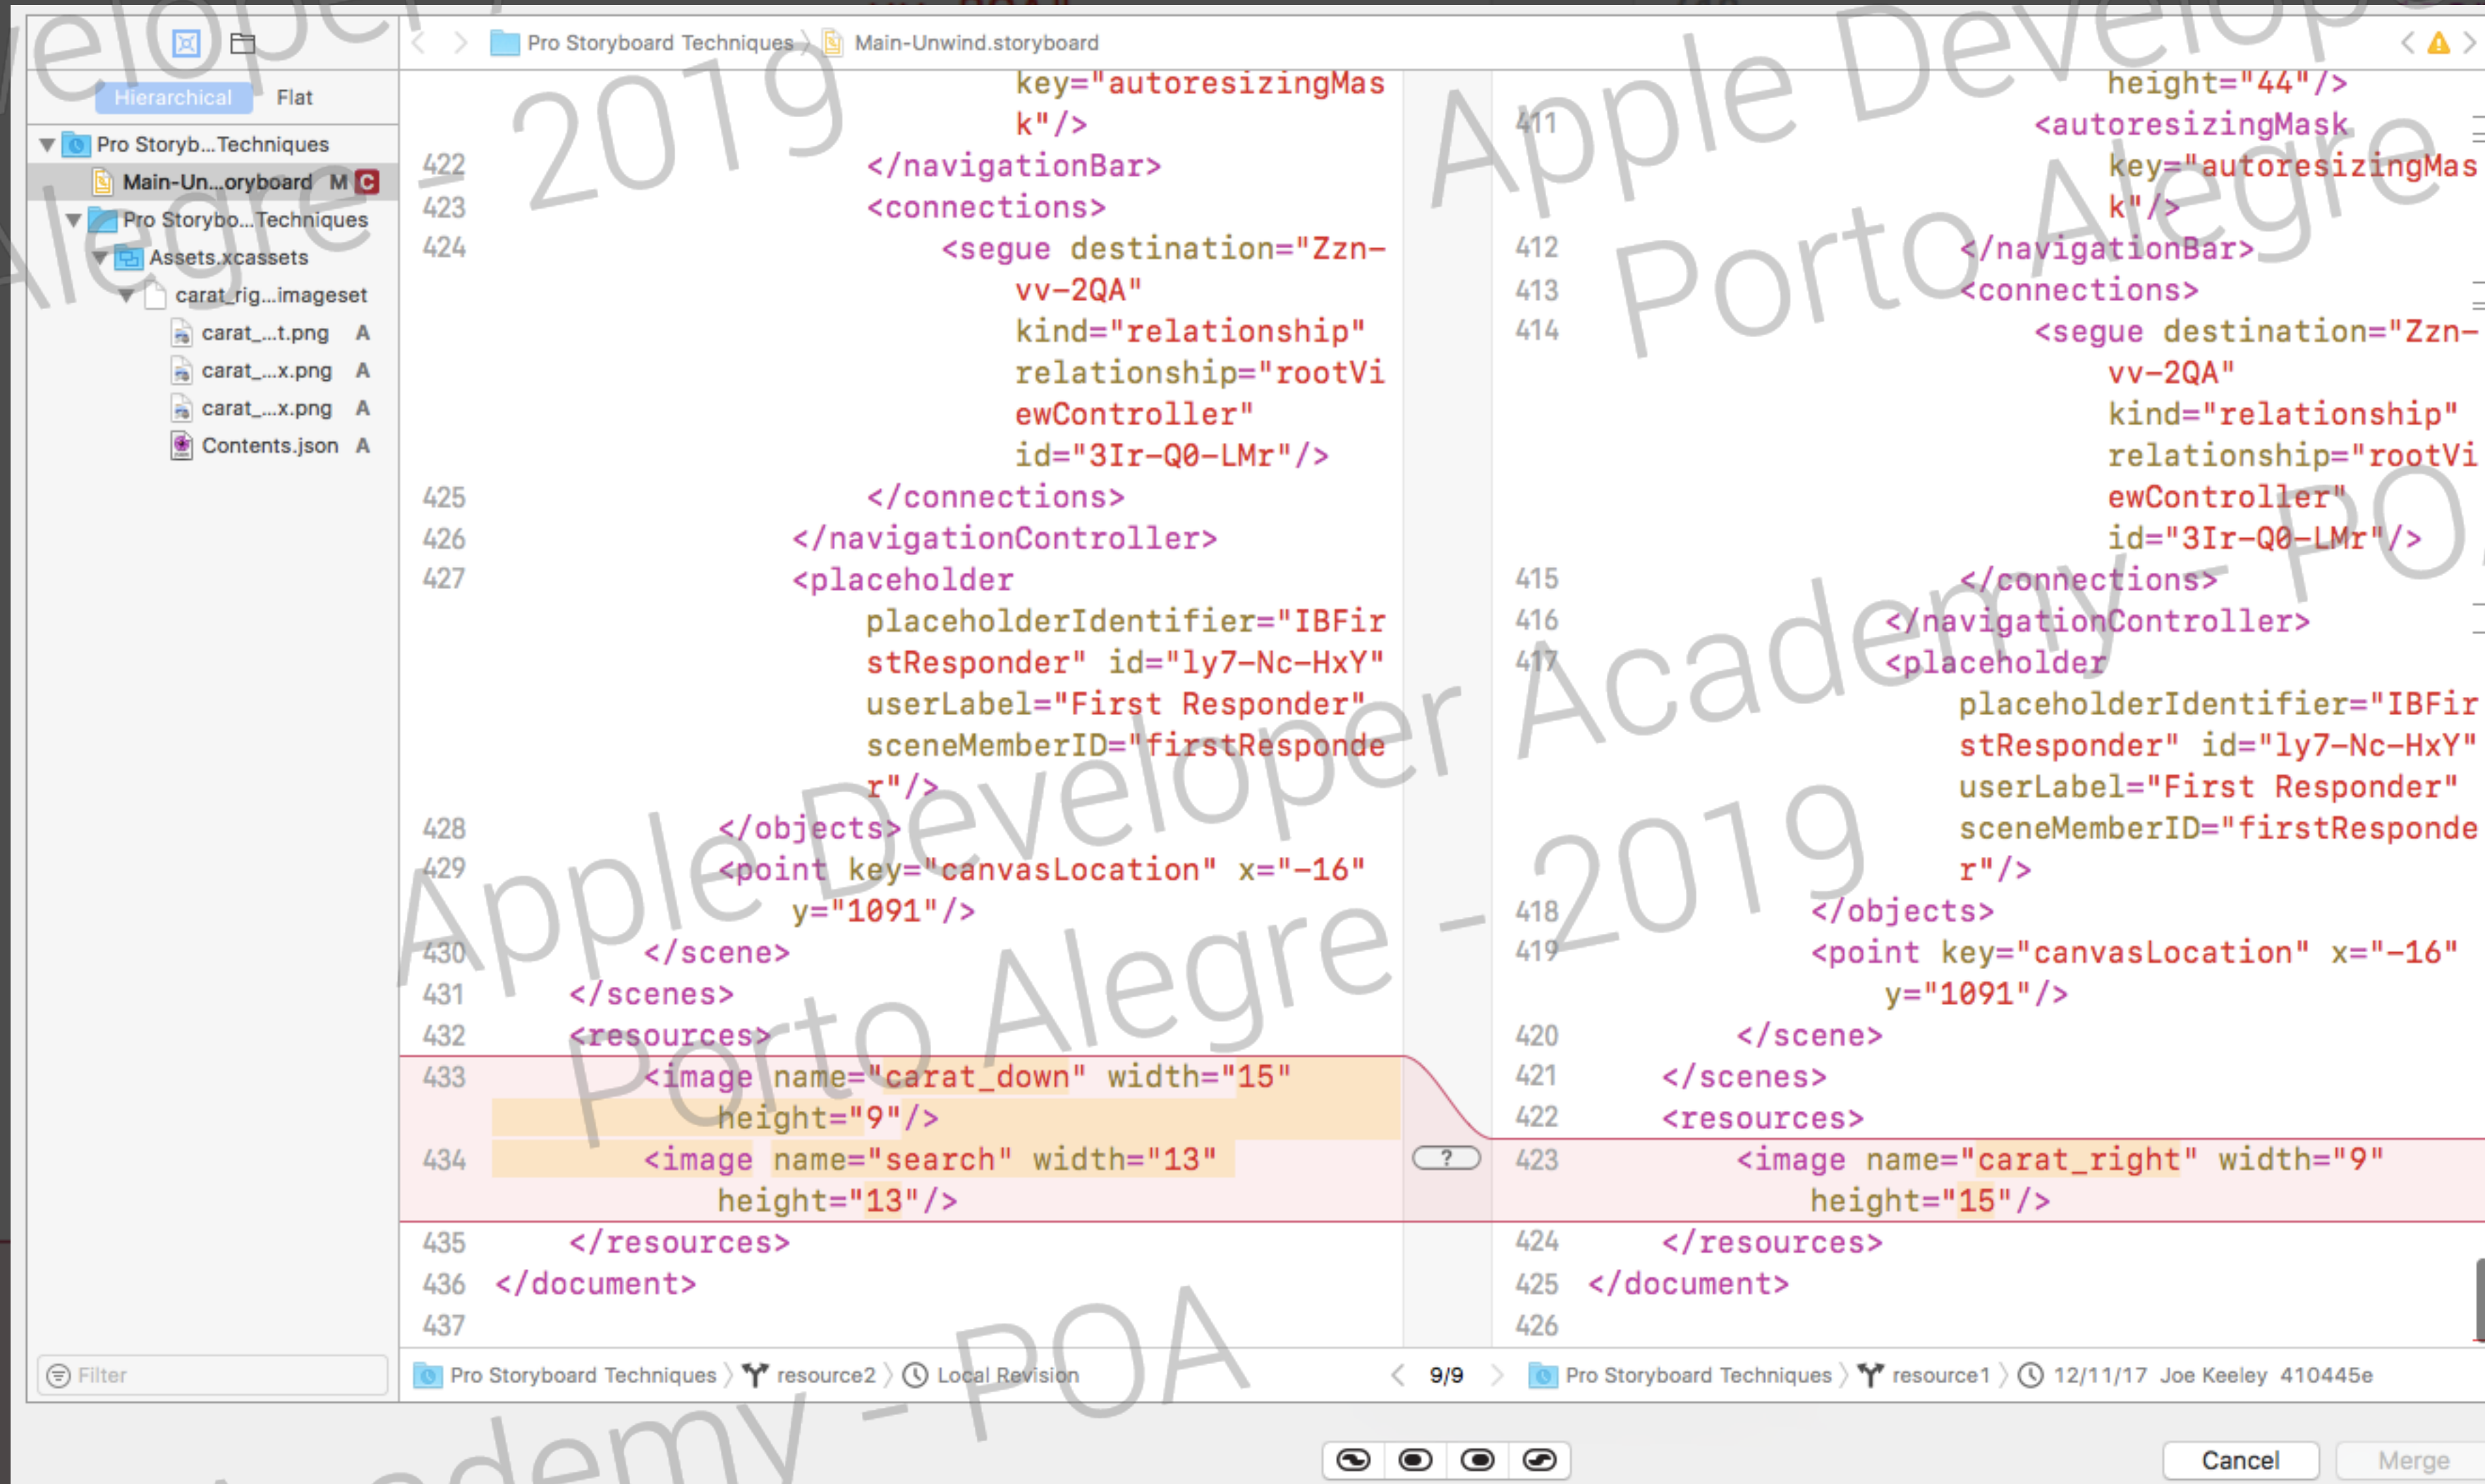 Pro Storyboard Techniques
Main-Unwind.storyboard
Hierarchical
Flat
Pro Storyb...Techniques
Main-Un...oryboard M C
Pro Storybo...Techniques
Assets.xcassets
carat_rig...imageset
carat_...t.png A
carat_...x.png A
carat_...x.png A
Contents.json A
Filter
key="autoresizingMas
k"/>
422 </navigationBar>
423 <connections>
424 <segue destination="Zzn-
vv-2QA"
kind="relationship"
relationship="rootVi
ewController"
id="3Ir-Q0-LMr"/>
425 </connections>
426 </navigationController>
427 <placeholder
placeholderIdentifier="IBFir
stResponder" id="ly7-Nc-HxY"
userLabel="First Responder"
sceneMemberID="firstResponde
r"/>
428 </objects>
429 <point key="canvasLocation" x="-16"
y="1091"/>
430 </scene>
431 </scenes>
432 <resources>
433 <image name="carat_down" width="15"
height="9"/>
434 <image name="search" width="13"
height="13"/>
435 </resources>
436 </document>
437
?
height="44"/>
411 <autoresizingMask
key="autoresizingMas
k"/>
412 </navigationBar>
413 <connections>
414 <segue destination="Zzn-
vv-2QA"
kind="relationship"
relationship="rootVi
ewController"
id="3Ir-Q0-LMr"/>
415 </connections>
416 </navigationController>
417 <placeholder
placeholderIdentifier="IBFir
stResponder" id="ly7-Nc-HxY"
userLabel="First Responder"
sceneMemberID="firstResponde
r"/>
418 </objects>
419 <point key="canvasLocation" x="-16"
y="1091"/>
420 </scene>
421 </scenes>
422 <resources>
423 <image name="carat_right" width="9"
height="15"/>
424 </resources>
425 </document>
426
Pro Storyboard Techniques
resource2
Local Revision
9/9
Pro Storyboard Techniques
resource1
12/11/17 Joe Keeley 410445e
Cancel
Merge
Apple Developer Academy - POA
Porto Alegre - 2019